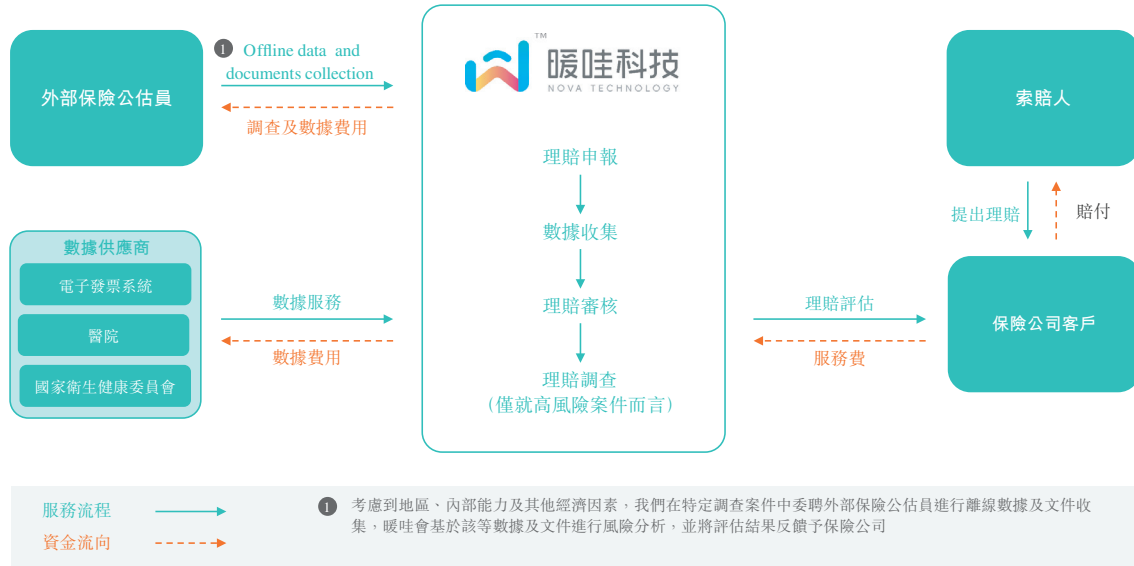 外部保險公估員
1 Offline data and
documents collection
調查及數據費用
數據供應商
電子發票系統
醫院
國家衛生健康委員會
數據服務
數據費用
TM
暖哇科技
NOVA TECHNOLOGY
理賠申報
數據收集
理賠審核
理賠調查
(僅就高風險案件而言)
理賠評估
服務費
索賠人
提出理賠
賠付
保險公司客戶
服務流程
資金流向
1 考慮到地區、內部能力及其他經濟因素，我們在特定調查案件中委聘外部保險公估員進行離線數據及文件收
集，暖哇會基於該等數據及文件進行風險分析，並將評估結果反饋予保險公司